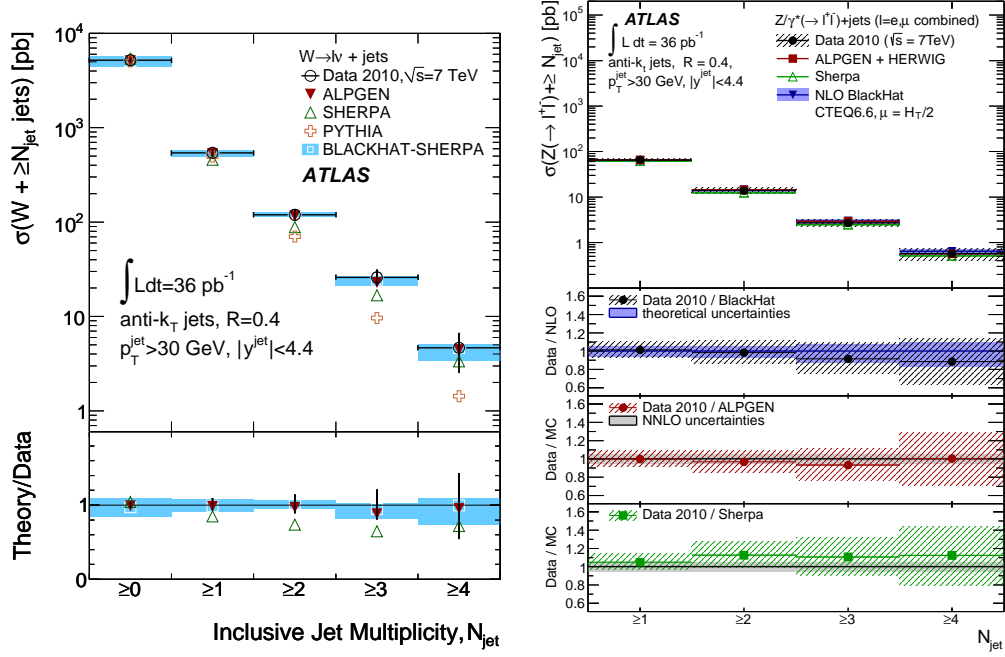 σ(W + ≥N_jet jets) [pb]
10⁴
10³
10²
10
1
W→lν + jets
Data 2010,√s=7 TeV
ALPGEN
SHERPA
PYTHIA
BLACKHAT-SHERPA
ATLAS
∫Ldt=36 pb⁻¹
anti-k_T jets, R=0.4
p_T^jet>30 GeV, |y^jet|<4.4
Theory/Data
1
0
≥0 ≥1 ≥2 ≥3 ≥4
Inclusive Jet Multiplicity, N_jet
σ(Z(→ l⁺l⁻)+≥ N_jet) [pb]
10⁵
10⁴
10³
10²
10
1
ATLAS
∫ L dt = 36 pb⁻¹
anti-k_t jets, R = 0.4,
p_T^jet>30 GeV, |y^jet|<4.4
Z/γ*(→ l⁺l⁻)+jets (l=e,μ combined)
Data 2010 (√s = 7TeV)
ALPGEN + HERWIG
Sherpa
NLO BlackHat
CTEQ6.6, μ = H_T/2
Data / NLO
1.6
1.4
1.2
1
0.8
0.6
Data 2010 / BlackHat
theoretical uncertainties
Data / MC
1.6
1.4
1.2
1
0.8
0.6
Data 2010 / ALPGEN
NNLO uncertainties
Data / MC
1.6
1.4
1.2
1
0.8
0.6
Data 2010 / Sherpa
≥1 ≥2 ≥3 ≥4
N_jet